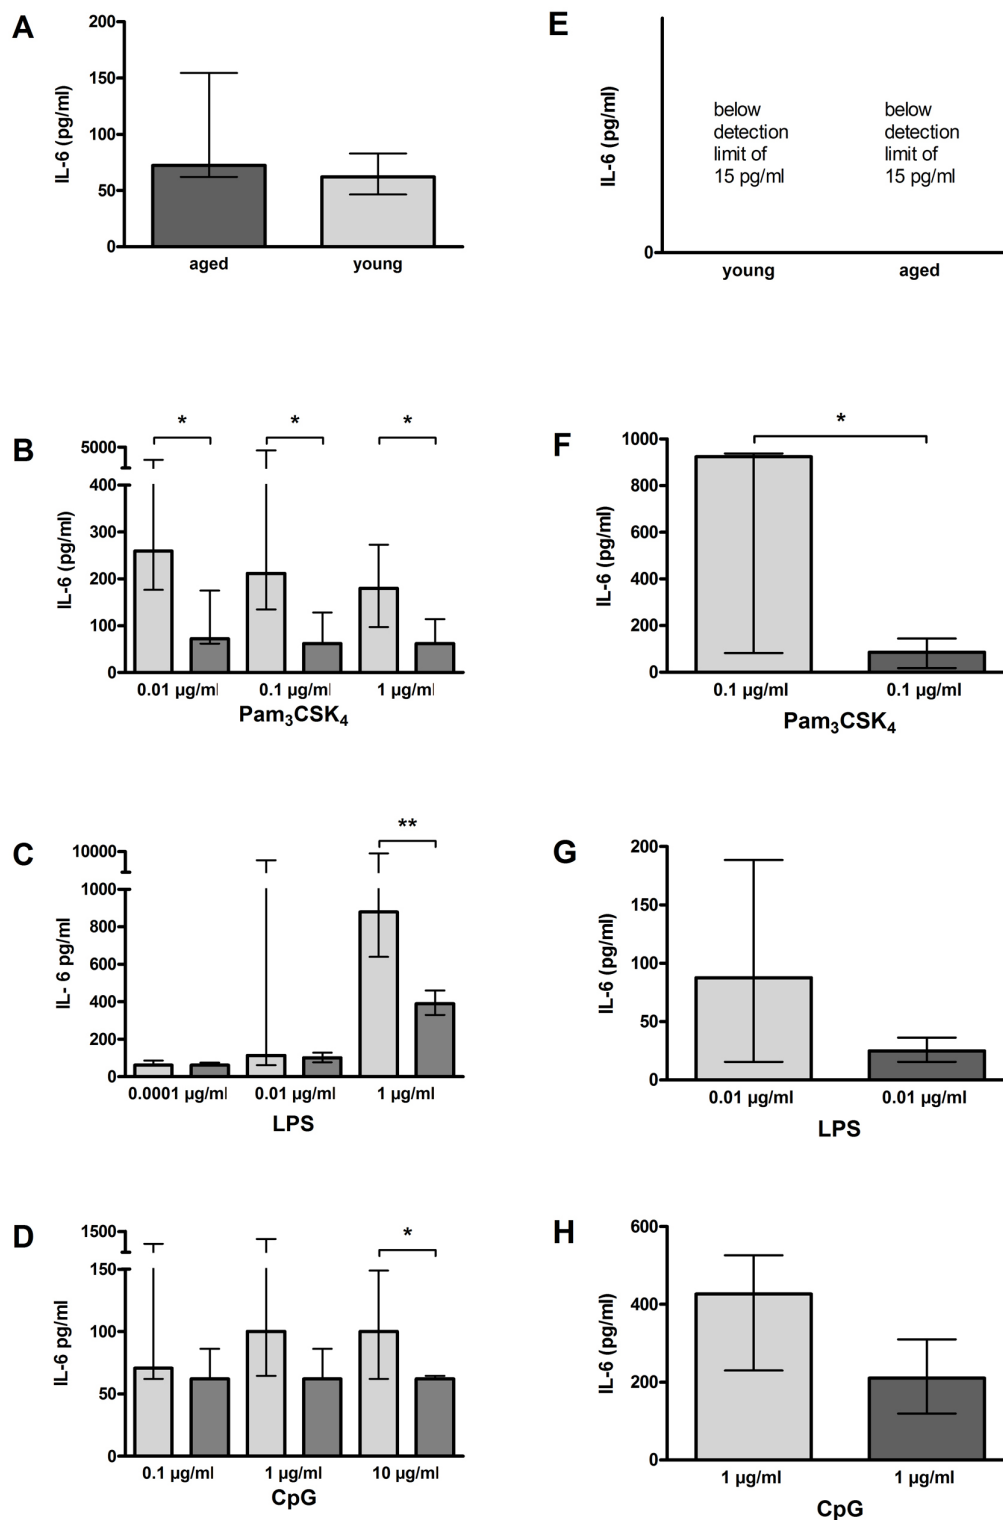 A
200
150
100
50
0
IL-6 (pg/ml)
aged young
E
IL-6 (pg/ml)
0
below
detection
limit of
15 pg/ml
below
detection
limit of
15 pg/ml
young aged
B
* * *
5000
400
300
200
100
0
IL-6 (pg/ml)
0.01 µg/ml 0.1 µg/ml 1 µg/ml
Pam₃CSK₄
F
*
1000
800
600
400
200
0
IL-6 (pg/ml)
0.1 µg/ml 0.1 µg/ml
Pam₃CSK₄
C
**
10000
1000
800
600
400
200
0
IL- 6 pg/ml
0.0001 µg/ml 0.01 µg/ml 1 µg/ml
LPS
G
200
150
100
50
0
IL-6 (pg/ml)
0.01 µg/ml 0.01 µg/ml
LPS
D
*
1500
150
100
50
0
IL-6 pg/ml
0.1 µg/ml 1 µg/ml 10 µg/ml
CpG
H
600
400
200
0
IL-6 (pg/ml)
1 µg/ml 1 µg/ml
CpG